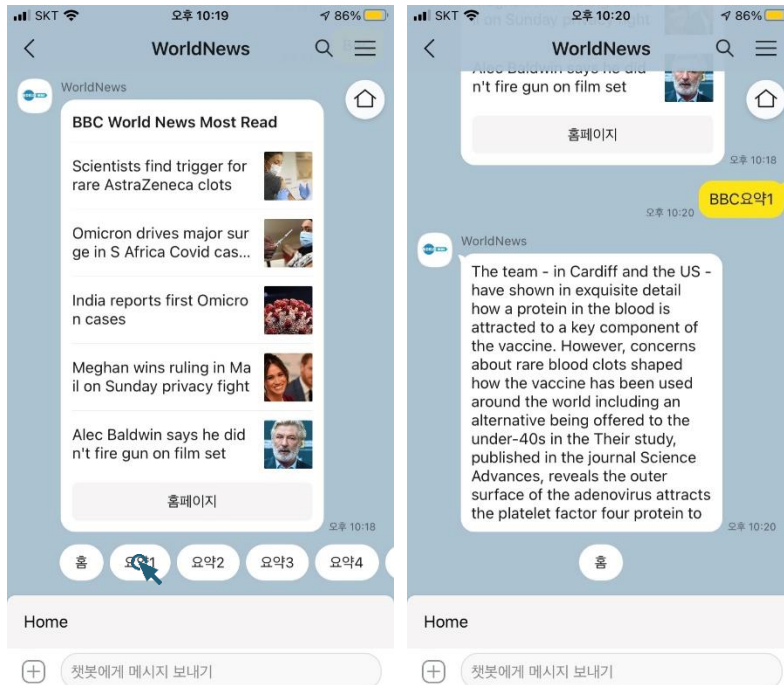 SKT 오후 10:19 86%
WorldNews
WorldNews
BBC World News Most Read
Scientists find trigger for
rare AstraZeneca clots
Omicron drives major sur
ge in S Africa Covid cas...
India reports first Omicro
n cases
Meghan wins ruling in Ma
il on Sunday privacy fight
Alec Baldwin says he did
n't fire gun on film set
홈페이지
오후 10:18
홈 요약1 요약2 요약3 요약4
Home
챗봇에게 메시지 보내기
SKT 오후 10:20 86%
on Sunday privacy fight
WorldNews
Alec Baldwin says he did
n't fire gun on film set
홈페이지
오후 10:18
BBC요약1
오후 10:20
WorldNews
The team - in Cardiff and the US -
have shown in exquisite detail
how a protein in the blood is
attracted to a key component of
the vaccine. However, concerns
about rare blood clots shaped
how the vaccine has been used
around the world including an
alternative being offered to the
under-40s in the Their study,
published in the journal Science
Advances, reveals the outer
surface of the adenovirus attracts
the platelet factor four protein to
오후 10:20
홈
Home
챗봇에게 메시지 보내기